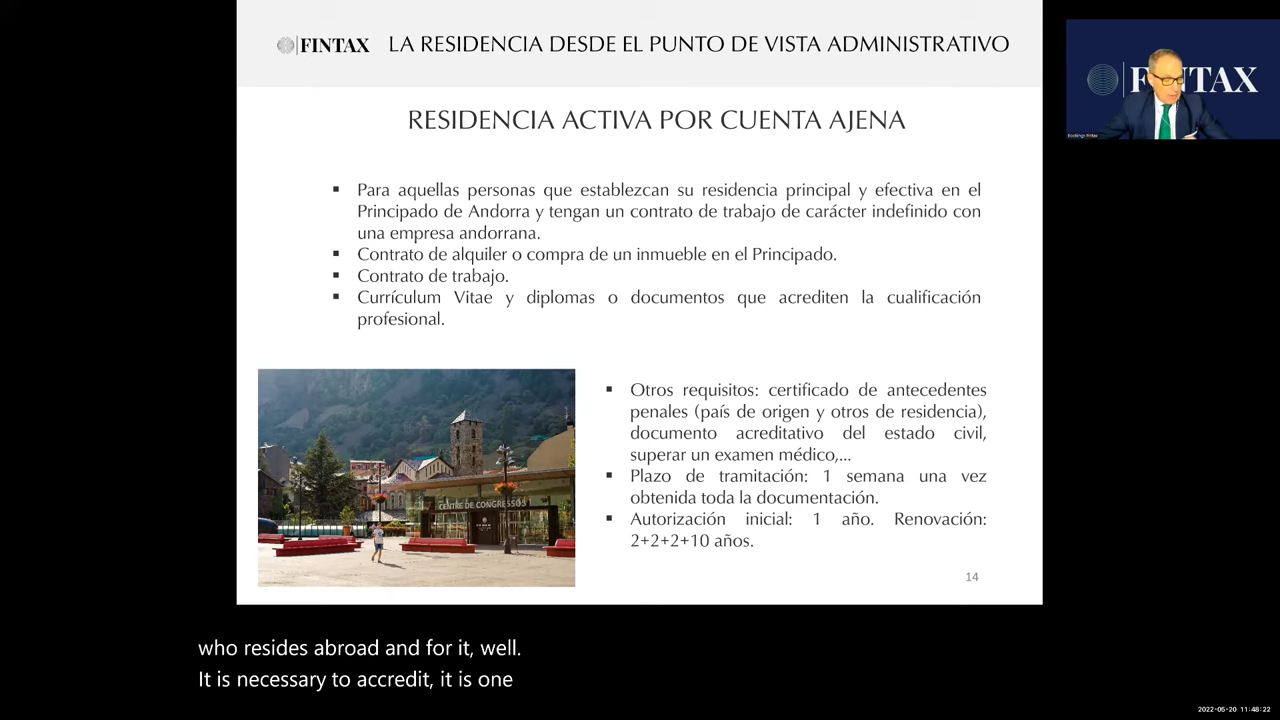 FINTAX LA RESIDENCIA DESDE EL PUNTO DE VISTA ADMINISTRATIVO
FINTAX
RESIDENCIA ACTIVA POR CUENTA AJENA
▪ Para aquellas personas que establezcan su residencia principal y efectiva en el
Principado de Andorra y tengan un contrato de trabajo de carácter indefinido con
una empresa andorrana.
▪ Contrato de alquiler o compra de un inmueble en el Principado.
▪ Contrato de trabajo.
▪ Currículum Vitae y diplomas o documentos que acrediten la cualificación
profesional.
CENTRE DE CONGRESSOS
▪ Otros requisitos: certificado de antecedentes
penales (país de origen y otros de residencia),
documento acreditativo del estado civil,
superar un examen médico,...
▪ Plazo de tramitación: 1 semana una vez
obtenida toda la documentación.
▪ Autorización inicial: 1 año. Renovación:
2+2+2+10 años.
14
who resides abroad and for it, well.
It is necessary to accredit, it is one
2022-05-20 11:48:22